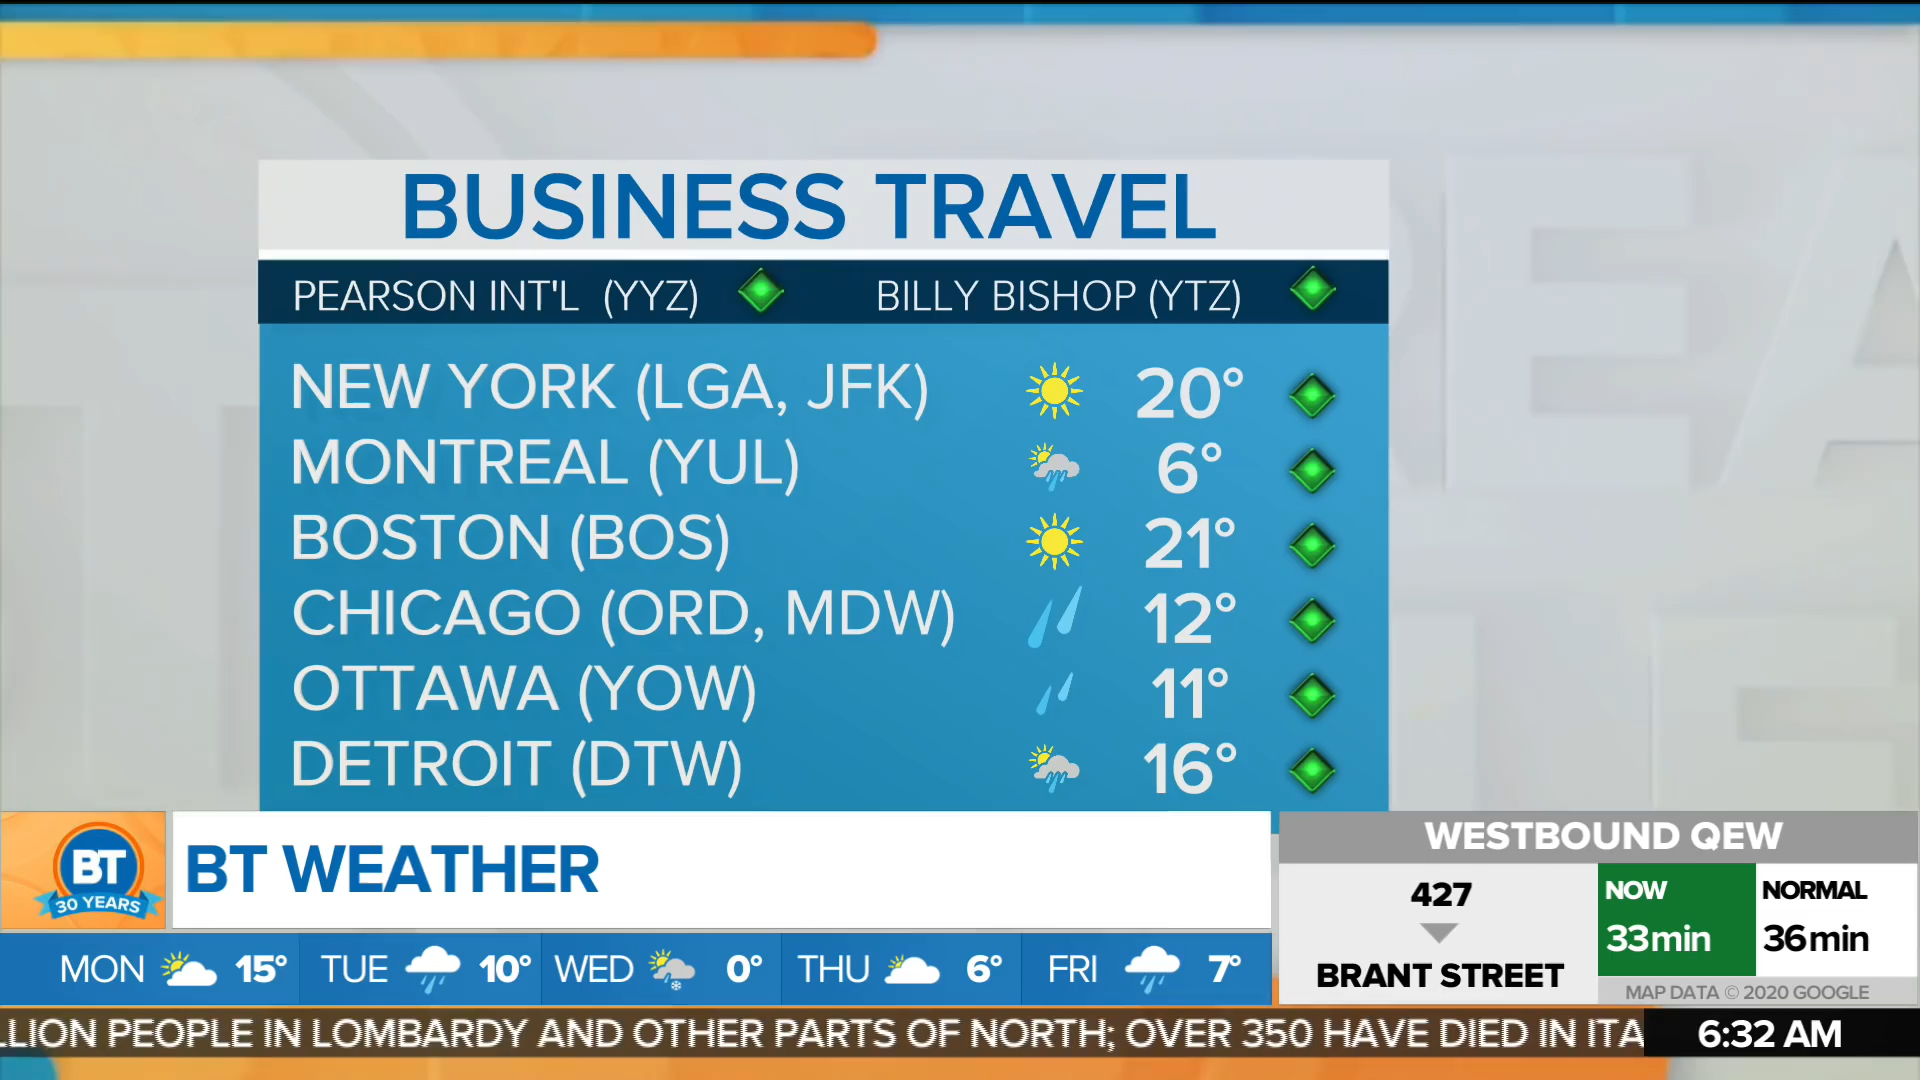 BUSINESS TRAVEL
PEARSON INT'L (YYZ) BILLY BISHOP (YTZ)
NEW YORK (LGA, JFK) 20°
MONTREAL (YUL) 6°
BOSTON (BOS) 21°
CHICAGO (ORD, MDW) 12°
OTTAWA (YOW) 11°
DETROIT (DTW) 16°
BT
30 YEARS
BT WEATHER
WESTBOUND QEW
427
BRANT STREET
NOW
33min
NORMAL
36min
MAP DATA © 2020 GOOGLE
MON 15° TUE 10° WED 0° THU 6° FRI 7°
LLION PEOPLE IN LOMBARDY AND OTHER PARTS OF NORTH; OVER 350 HAVE DIED IN ITA
6:32 AM